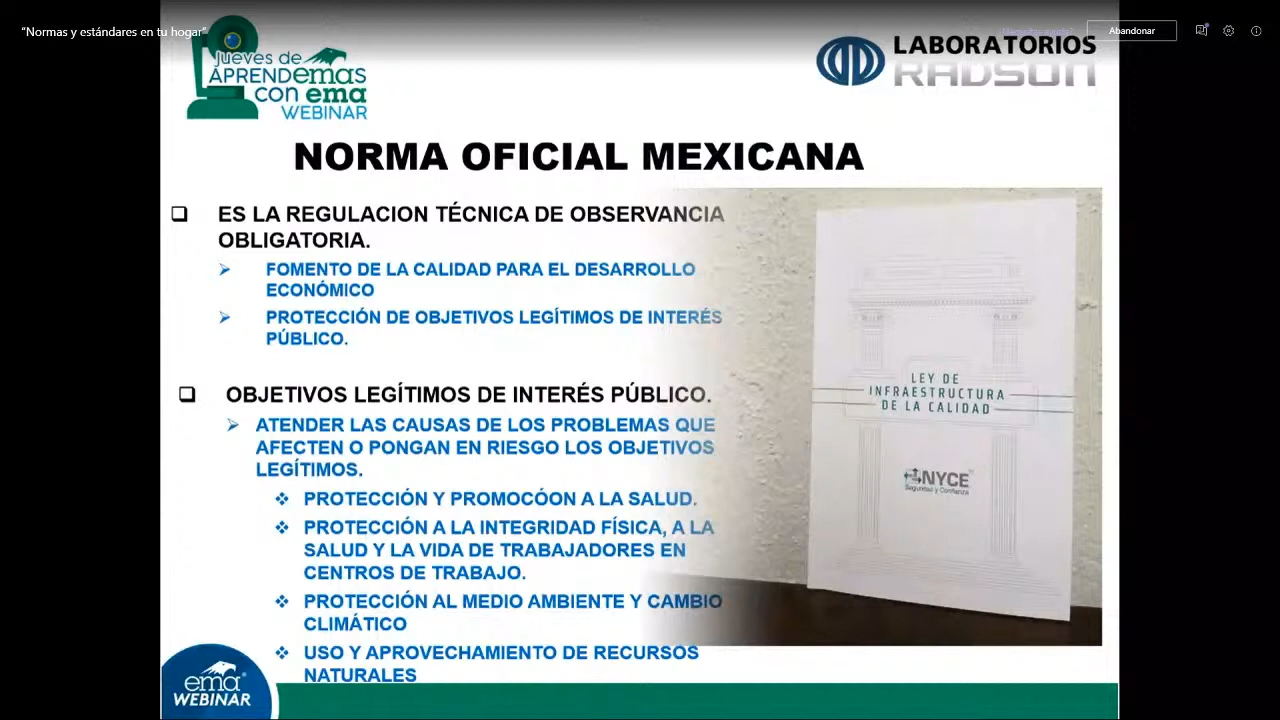 “Normas y estándares en tu hogar”
Abandonar
jueves de
APRENDEMAS
con ema
WEBINAR
LABORATORIOS
RADSON
NORMA OFICIAL MEXICANA
ES LA REGULACION TÉCNICA DE OBSERVANCIA
OBLIGATORIA.
FOMENTO DE LA CALIDAD PARA EL DESARROLLO
ECONÓMICO
PROTECCIÓN DE OBJETIVOS LEGÍTIMOS DE INTERÉS
PÚBLICO.
OBJETIVOS LEGÍTIMOS DE INTERÉS PÚBLICO.
ATENDER LAS CAUSAS DE LOS PROBLEMAS QUE
AFECTEN O PONGAN EN RIESGO LOS OBJETIVOS
LEGÍTIMOS.
PROTECCIÓN Y PROMOCÓON A LA SALUD.
PROTECCIÓN A LA INTEGRIDAD FÍSICA, A LA
SALUD Y LA VIDA DE TRABAJADORES EN
CENTROS DE TRABAJO.
PROTECCIÓN AL MEDIO AMBIENTE Y CAMBIO
CLIMÁTICO
USO Y APROVECHAMIENTO DE RECURSOS
NATURALES
LEY DE
INFRAESTRUCTURA
DE LA CALIDAD
NYCE
Seguridad y Confianza
ema
WEBINAR